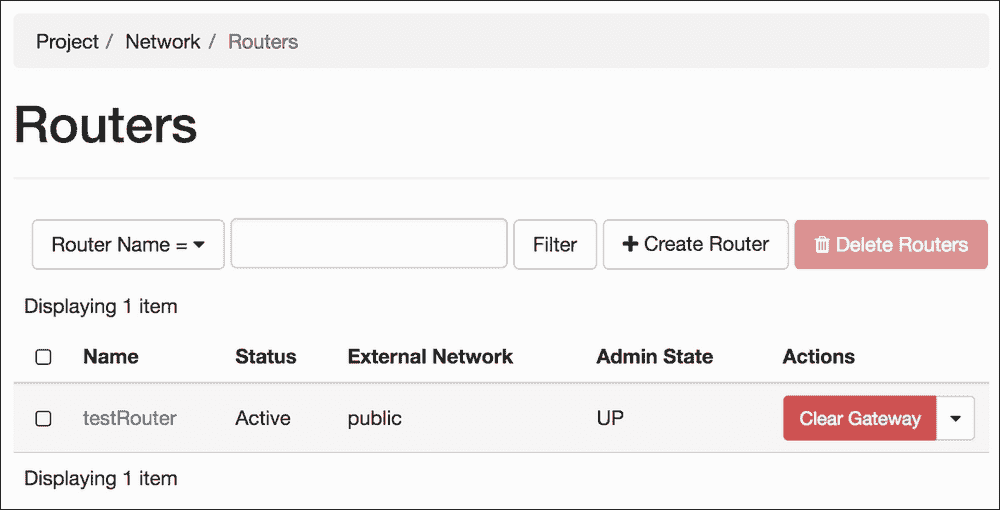 Project / Network / Routers
Routers
Router Name = Filter + Create Router Delete Routers
Displaying 1 item
Name Status External Network Admin State Actions
testRouter Active public UP Clear Gateway
Displaying 1 item